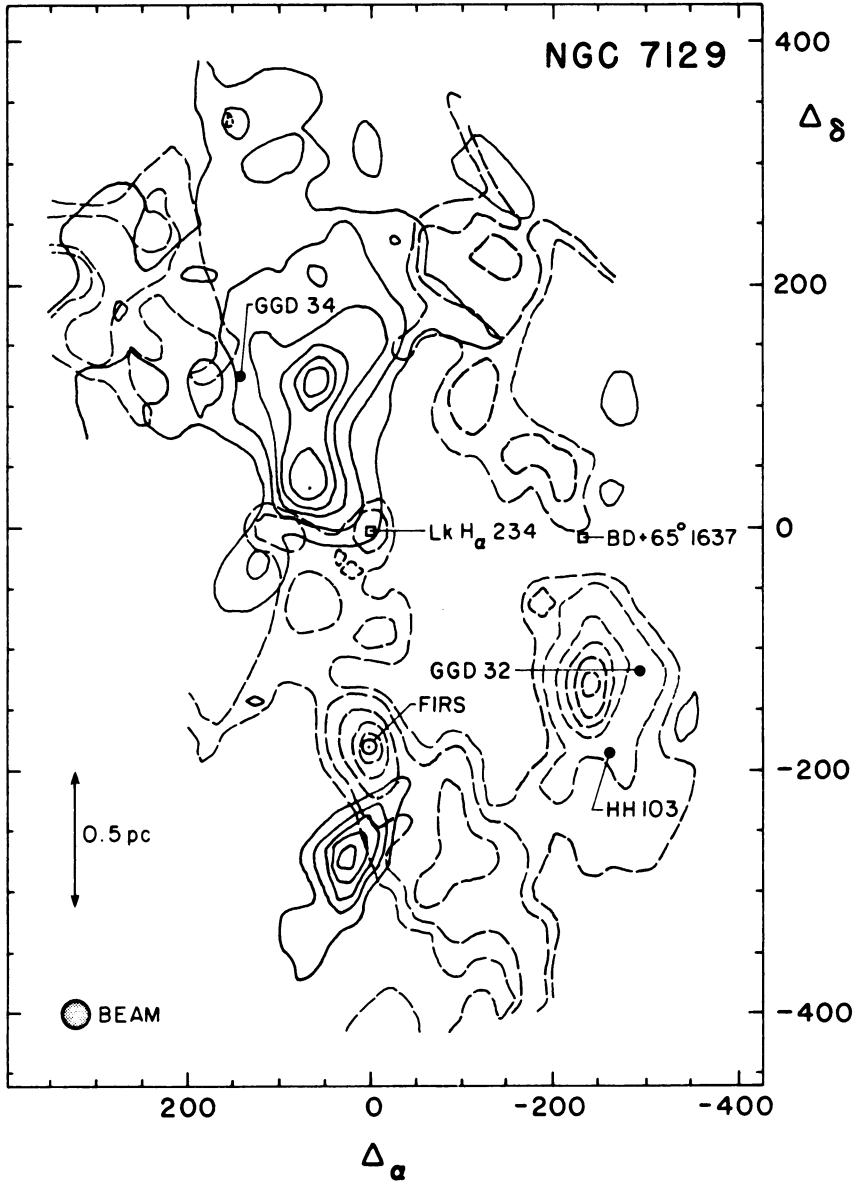 NGC 7129
400
Δδ
GGD 34
200
0
Lk Hα 234
BD+65° 1637
GGD 32
FIRS
-200
HH 103
0.5 pc
BEAM
-400
200 0 -200 -400
Δα